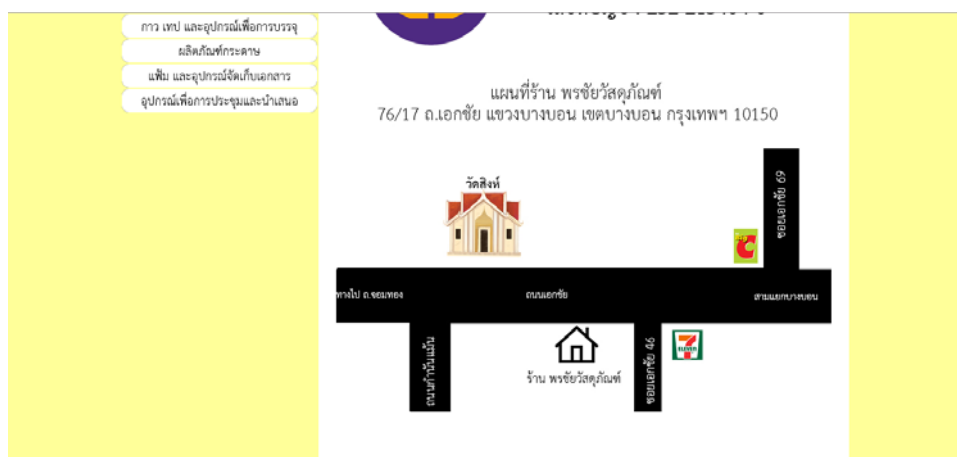 กาว เทป และอุปกรณ์เพื่อการบรรจุ
ผลิตภัณฑ์กระดาษ
แฟ้ม และอุปกรณ์จัดเก็บเอกสาร
อุปกรณ์เพื่อการประชุมและนำเสนอ
แผนที่ร้าน พรชัยวัสดุภัณฑ์
76/17 ถ.เอกชัย แขวงบางบอน เขตบางบอน กรุงเทพฯ 10150
วัดสิงห์
ซอยเอกชัย 69
ทางไป ถ.จอมทอง
ถนนเอกชัย
สามแยกบางบอน
ถนนกำนันแม้น
ร้าน พรชัยวัสดุภัณฑ์
ซอยเอกชัย 46
7 ELEVEN